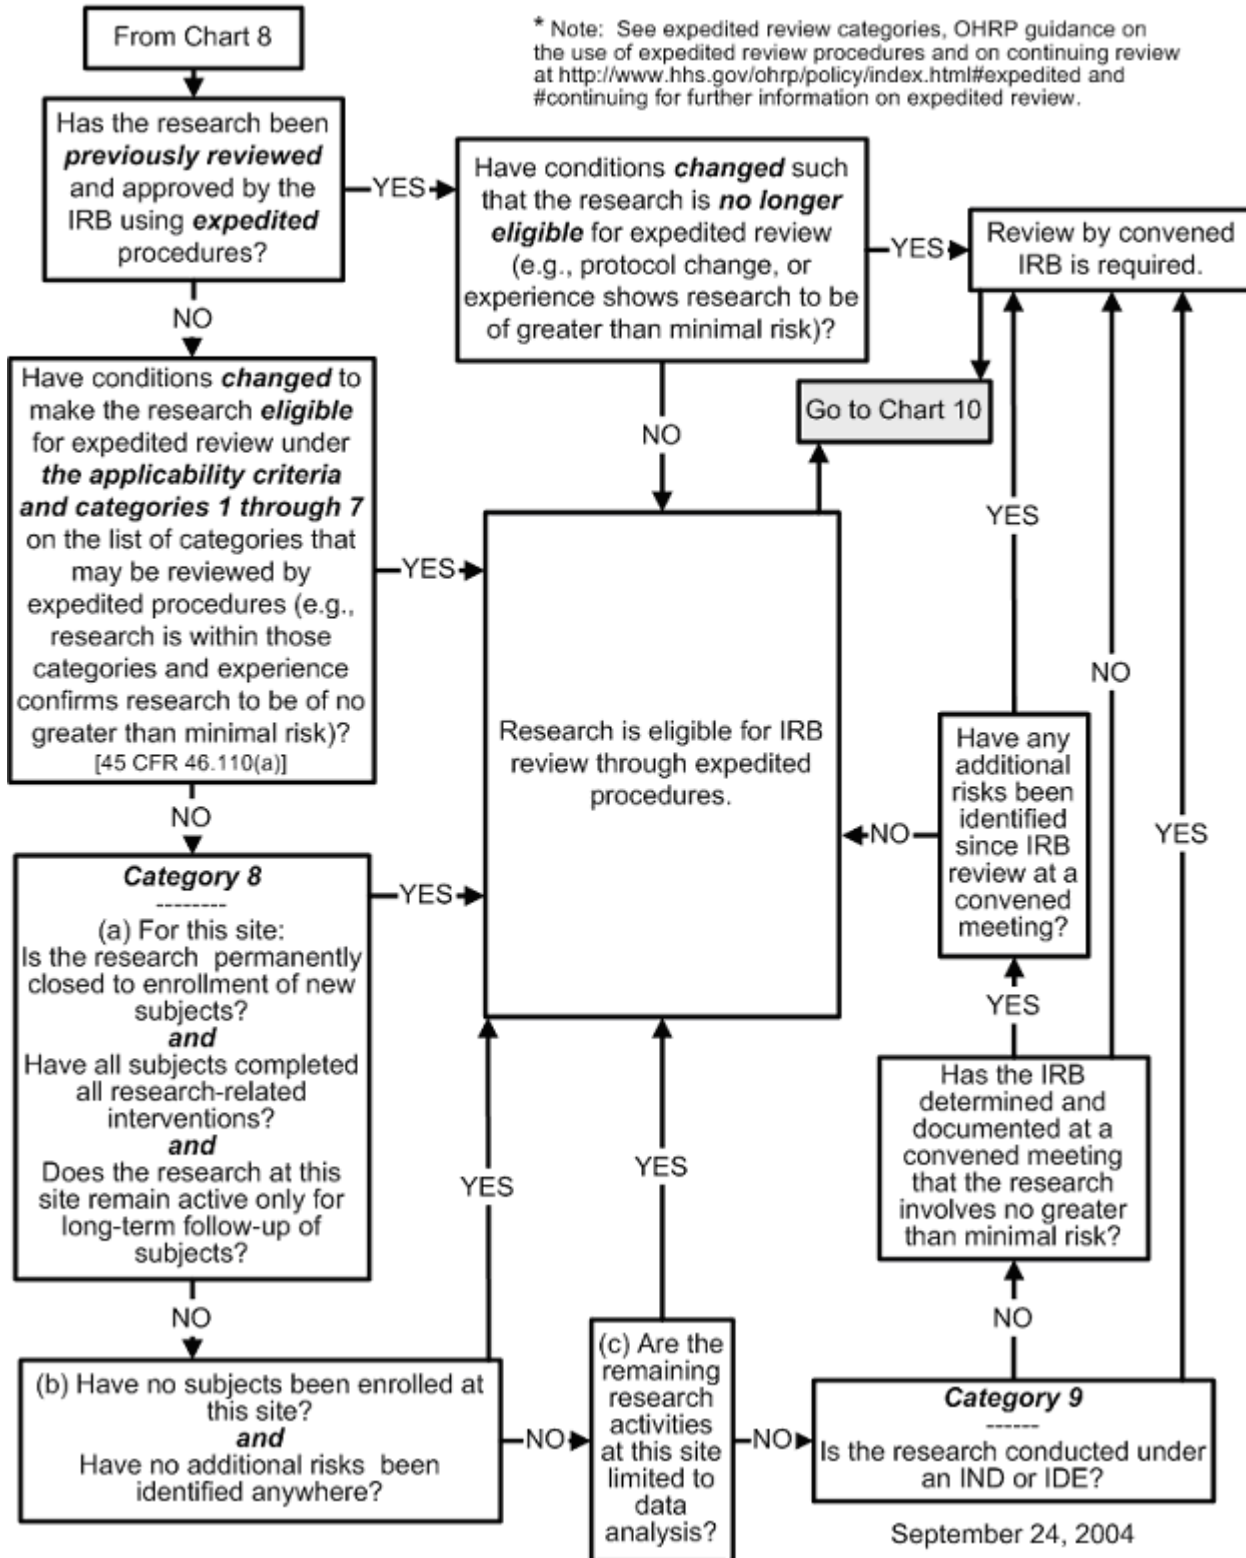 From Chart 8
* Note: See expedited review categories, OHRP guidance on
the use of expedited review procedures and on continuing review
at http://www.hhs.gov/ohrp/policy/index.html#expedited and
#continuing for further information on expedited review.
Has the research been
previously reviewed
and approved by the
IRB using expedited
procedures?
YES
Have conditions changed such
that the research is no longer
eligible for expedited review
(e.g., protocol change, or
experience shows research to be
of greater than minimal risk)?
YES
Review by convened
IRB is required.
NO
NO
Go to Chart 10
Have conditions changed to
make the research eligible
for expedited review under
the applicability criteria
and categories 1 through 7
on the list of categories that
may be reviewed by
expedited procedures (e.g.,
research is within those
categories and experience
confirms research to be of no
greater than minimal risk)?
[45 CFR 46.110(a)]
YES
Research is eligible for IRB
review through expedited
procedures.
YES
NO
YES
Have any
additional
risks been
identified
since IRB
review at a
convened
meeting?
NO
NO
Category 8
--------
(a) For this site:
Is the research permanently
closed to enrollment of new
subjects?
and
Have all subjects completed
all research-related
interventions?
and
Does the research at this
site remain active only for
long-term follow-up of
subjects?
YES
YES
YES
YES
Has the IRB
determined and
documented at a
convened meeting
that the research
involves no greater
than minimal risk?
NO
NO
(b) Have no subjects been enrolled at
this site?
and
Have no additional risks been
identified anywhere?
NO
(c) Are the
remaining
research
activities
at this site
limited to
data
analysis?
NO
Category 9
------
Is the research conducted under
an IND or IDE?
September 24, 2004